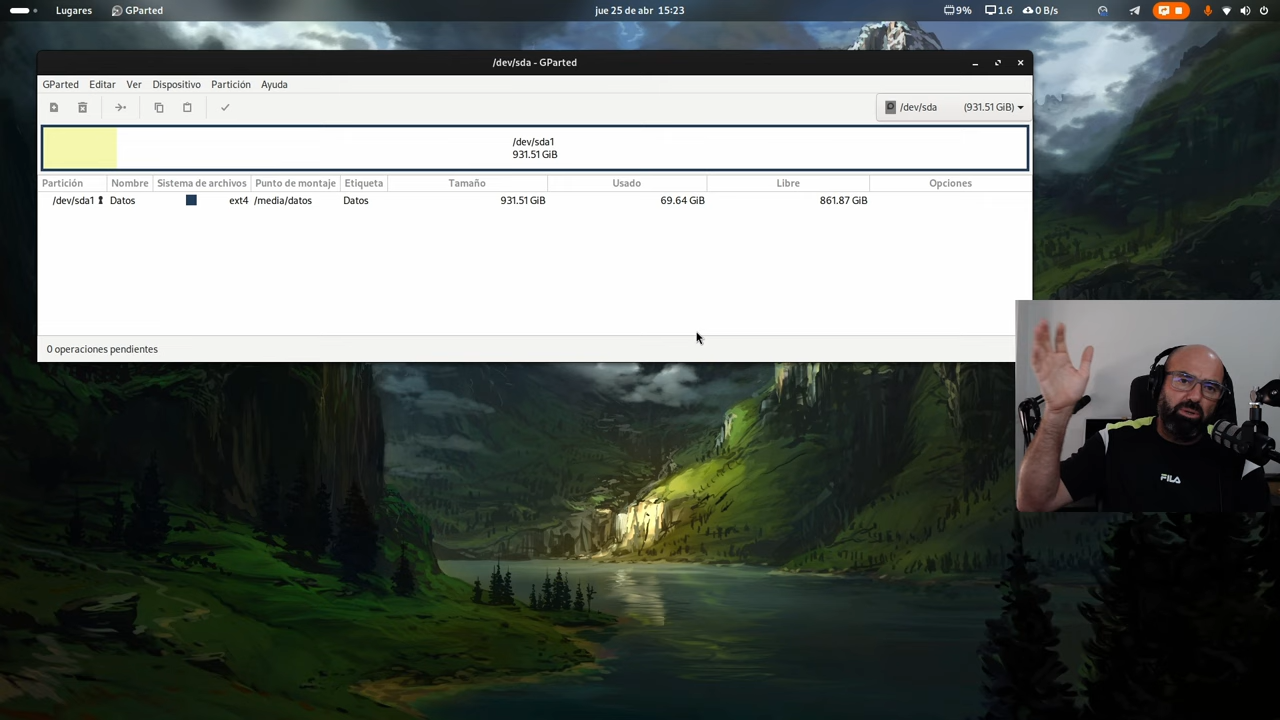 Lugares GParted jue 25 de abr 15:23 9% 1.6 0 B/s
/dev/sda - GParted
GParted Editar Ver Dispositivo Partición Ayuda
/dev/sda (931.51 GiB)
/dev/sda1
931.51 GiB
Partición Nombre Sistema de archivos Punto de montaje Etiqueta Tamaño Usado Libre Opciones
/dev/sda1 Datos ext4 /media/datos Datos 931.51 GiB 69.64 GiB 861.87 GiB
0 operaciones pendientes
FILA